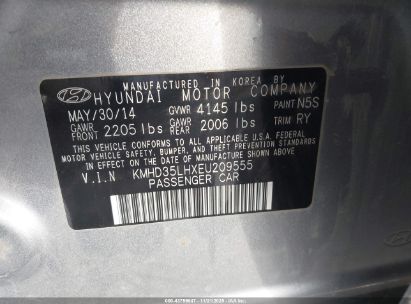 MANUFACTURED IN KOREA BY
HYUNDAI MOTOR COMPANY
MAY/30/14 GVWR 4145 lbs PAINT N5S
GAWR FRONT 2205 lbs GAWR REAR 2006 lbs TRIM RY
THIS VEHICLE CONFORMS TO ALL APPLICABLE U.S.A. FEDERAL
MOTOR VEHICLE SAFETY, BUMPER, AND THEFT PREVENTION STANDARDS
IN EFFECT ON THE DATE OF MANUFACTURE SHOWN ABOVE.
V.I.N KMHD35LHXEU209555
PASSENGER CAR